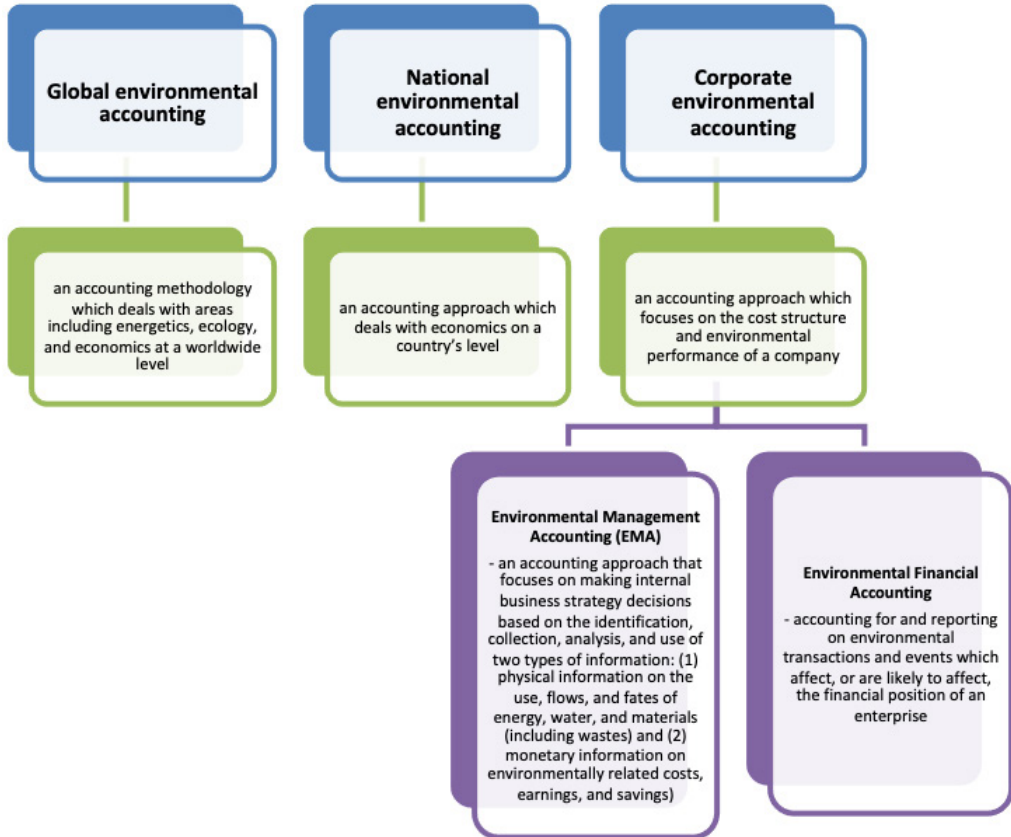 Global environmental
accounting
National
environmental
accounting
Corporate
environmental
accounting
an accounting methodology
which deals with areas
including energetics, ecology,
and economics at a worldwide
level
an accounting approach which
deals with economics on a
country's level
an accounting approach which
focuses on the cost structure
and environmental
performance of a company
Environmental Management
Accounting (EMA)
- an accounting approach that
focuses on making internal
business strategy decisions
based on the identification,
collection, analysis, and use of
two types of information: (1)
physical information on the
use, flows, and fates of
energy, water, and materials
(including wastes) and (2)
monetary information on
environmentally related costs,
earnings, and savings)
Environmental Financial
Accounting
- accounting for and reporting
on environmental
transactions and events which
affect, or are likely to affect,
the financial position of an
enterprise